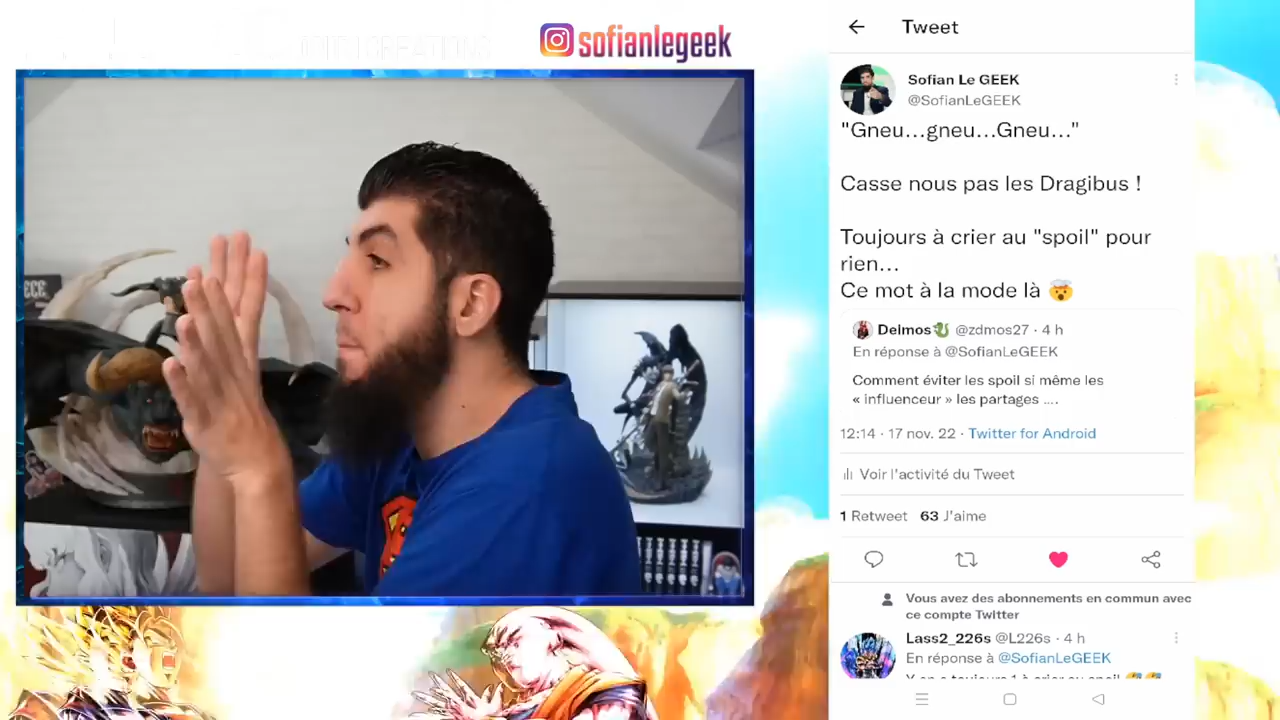 sofianlegeek
Tweet
Sofian Le GEEK
@SofianLeGEEK
"Gneu...gneu...Gneu..."
Casse nous pas les Dragibus !
Toujours à crier au "spoil" pour
rien...
Ce mot à la mode là 🤯
Delmos🐉 @zdmos27 · 4 h
En réponse à @SofianLeGEEK
Comment éviter les spoil si même les
« influenceur » les partages ....
12:14 · 17 nov. 22 · Twitter for Android
Voir l'activité du Tweet
1 Retweet 63 J'aime
Vous avez des abonnements en commun avec
ce compte Twitter
Lass2_226s @L226s · 4 h
En réponse à @SofianLeGEEK